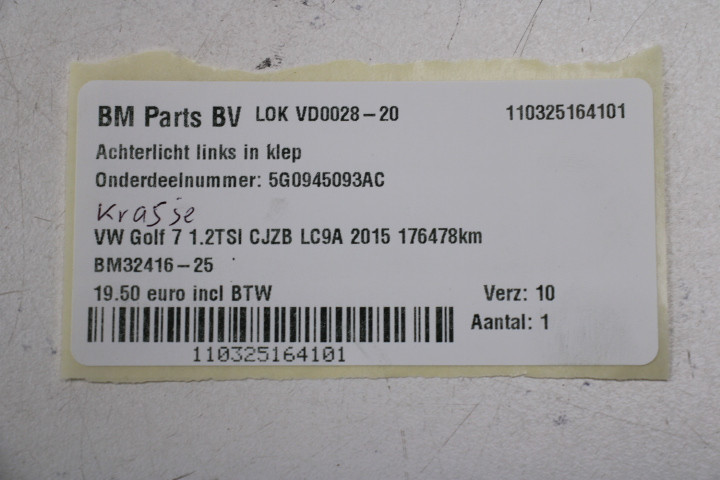 BM Parts BV LOK VD0028-20 110325164101
Achterlicht links in klep
Onderdeelnummer: 5G0945093AC
Krasje
VW Golf 7 1.2TSI CJZB LC9A 2015 176478km
BM32416-25
19.50 euro incl BTW Verz: 10
Aantal: 1
110325164101